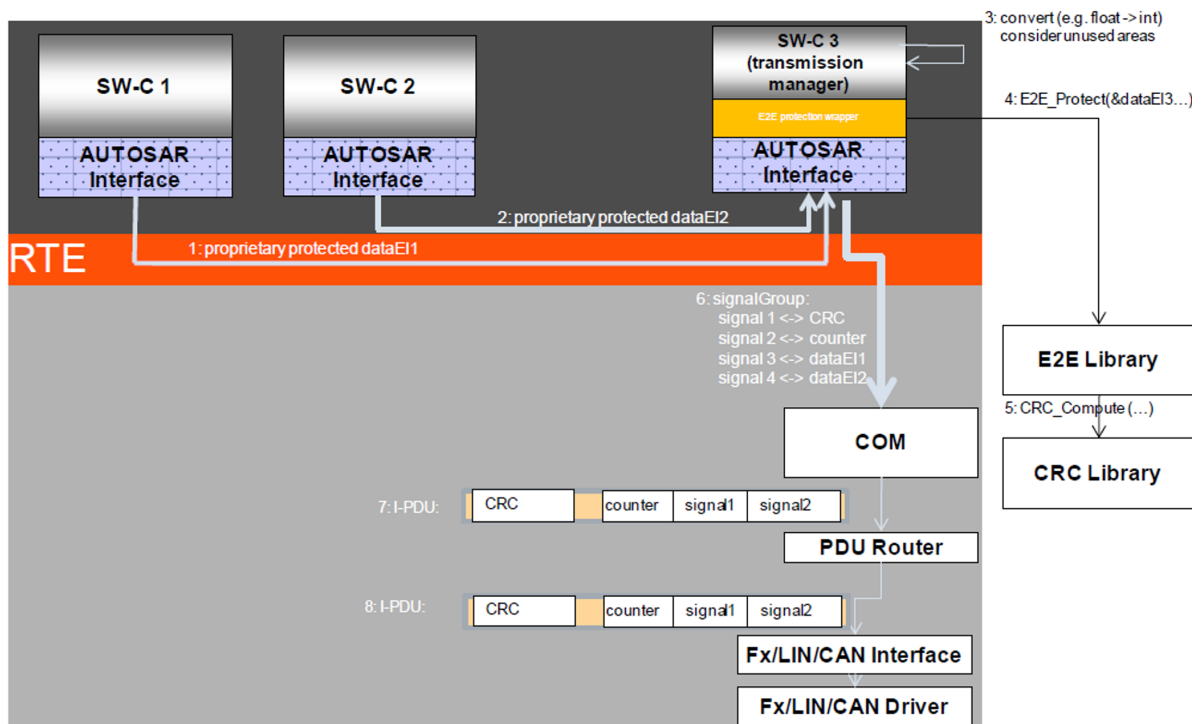 3: convert (e.g. float -> int)
consider unused areas
SW-C 1
SW-C 2
SW-C 3
(transmission
manager)
4: E2E_Protect(&dataEl3...)
E2E protection wrapper
AUTOSAR
Interface
AUTOSAR
Interface
AUTOSAR
Interface
2: proprietary protected dataEl2
RTE
1: proprietary protected dataEl1
6: signalGroup:
signal 1 <-> CRC
signal 2 <-> counter
signal 3 <-> dataEl1
signal 4 <-> dataEl2
E2E Library
5: CRC_Compute (...)
COM
CRC Library
7: I-PDU:
CRC
counter
signal1
signal2
PDU Router
8: I-PDU:
CRC
counter
signal1
signal2
Fx/LIN/CAN Interface
Fx/LIN/CAN Driver